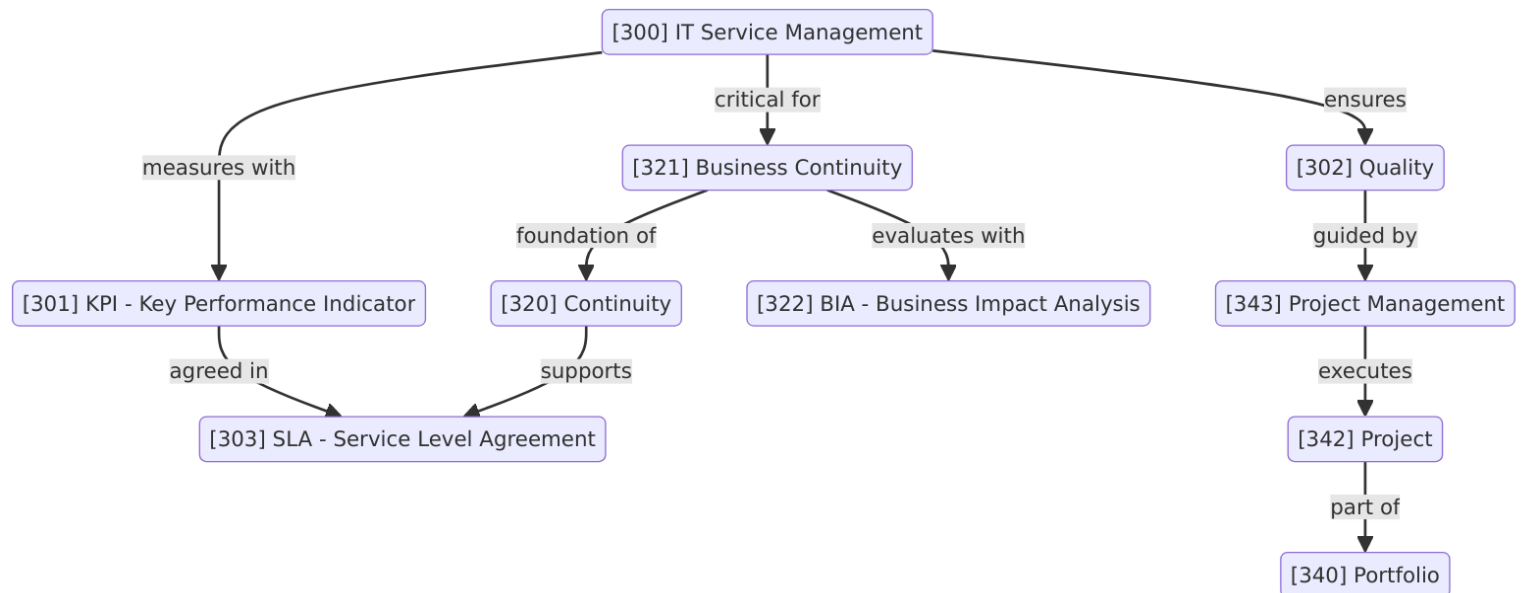 [300] IT Service Management
critical for
ensures
measures with
[321] Business Continuity
[302] Quality
foundation of
evaluates with
guided by
[301] KPI - Key Performance Indicator
[320] Continuity
[322] BIA - Business Impact Analysis
[343] Project Management
agreed in
supports
executes
[303] SLA - Service Level Agreement
[342] Project
part of
[340] Portfolio